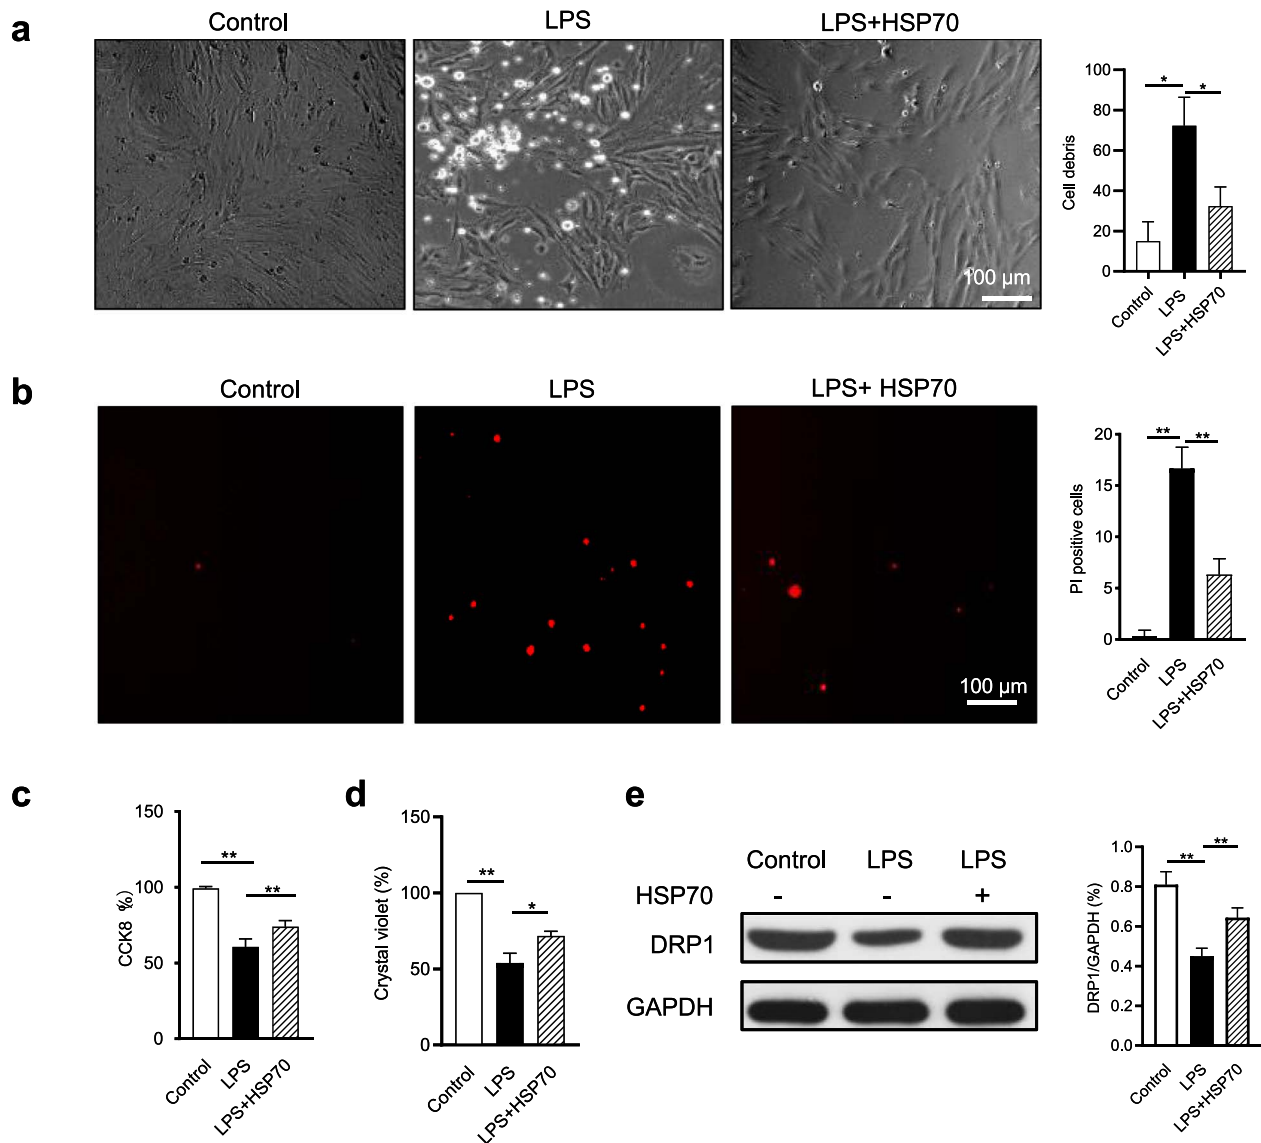 a
Control
LPS
LPS+HSP70
100 µm
Cell debris
100
80
60
40
20
0
*
*
Control
LPS
LPS+HSP70
b
Control
LPS
LPS+ HSP70
100 µm
PI positive cells
20
15
10
5
0
**
**
Control
LPS
LPS+HSP70
c
CCK8 %)
150
100
50
0
**
**
Control
LPS
LPS+HSP70
d
Crystal violet (%)
150
100
50
0
**
*
Control
LPS
LPS+HSP70
e
Control LPS LPS
HSP70 - - +
DRP1
GAPDH
DRP1/GAPDH (%)
1.0
0.8
0.6
0.4
0.2
0.0
**
**
Control
LPS
LPS+HSP70